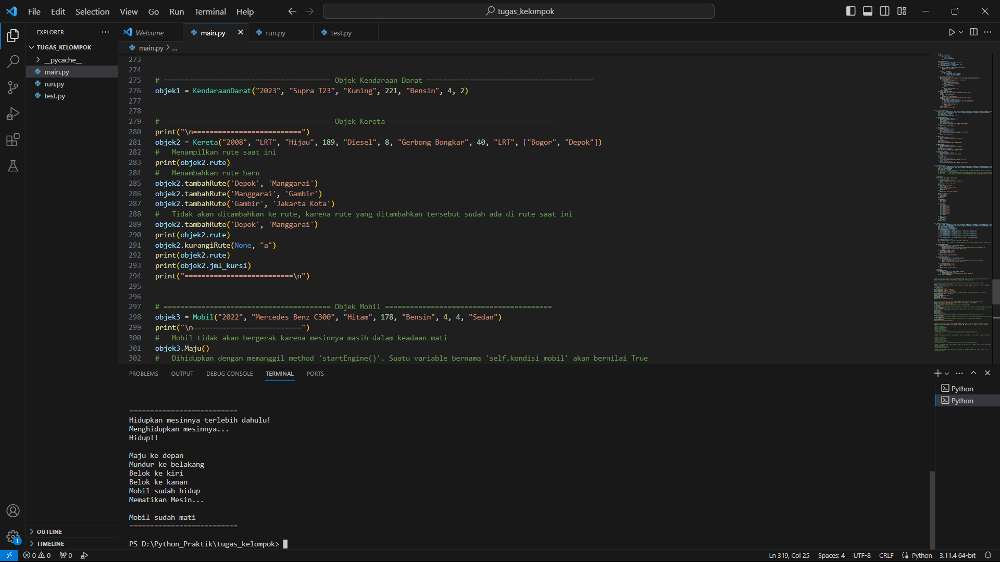 File Edit Selection View Go Run Terminal Help
tugas_kelompok
EXPLORER
TUGAS_KELOMPOK
__pycache__
main.py
run.py
test.py
OUTLINE
TIMELINE
Welcome
main.py
run.py
test.py
main.py > ...
273
274
275 # ======================================== Objek Kendaraan Darat ========================================
276 objek1 = KendaraanDarat("2023", "Supra T23", "Kuning", 221, "Bensin", 4, 2)
277
278
279 # ======================================== Objek Kereta ========================================
280 print("\n==========================")
281 objek2 = Kereta("2008", "LRT", "Hijau", 189, "Diesel", 8, "Gerbong Bongkar", 40, "LRT", ["Bogor", "Depok"])
282 #   Menampilkan rute saat ini
283 print(objek2.rute)
284 #   Menambahkan rute baru
285 objek2.tambahRute('Depok', 'Manggarai')
286 objek2.tambahRute('Manggarai', 'Gambir')
287 objek2.tambahRute('Gambir', 'Jakarta Kota')
288 #   Tidak akan ditambahkan ke rute, karena rute yang ditambahkan tersebut sudah ada di rute saat ini
289 objek2.tambahRute('Depok', 'Manggarai')
290 print(objek2.rute)
291 objek2.kurangiRute(None, "a")
292 print(objek2.rute)
293 print(objek2.jml_kursi)
294 print("==========================\n")
295
296
297 # ======================================== Objek Mobil ========================================
298 objek3 = Mobil("2022", "Mercedes Benz C300", "Hitam", 178, "Bensin", 4, 4, "Sedan")
299 print("\n==========================")
300 #   Mobil tidak akan bergerak karena mesinnya masih dalam keadaan mati
301 objek3.Maju()
302 #   Dihidupkan dengan memanggil method 'startEngine()'. Suatu variable bernama 'self.kondisi_mobil' akan bernilai True
PROBLEMS OUTPUT DEBUG CONSOLE TERMINAL PORTS
Python
Python
==========================
Hidupkan mesinnya terlebih dahulu!
Menghidupkan mesinnya...
Hidup!!
Maju ke depan
Mundur ke belakang
Belok ke kiri
Belok ke kanan
Mobil sudah hidup
Mematikan Mesin...
Mobil sudah mati
==========================
PS D:\Python_Praktik\tugas_kelompok>
1
0 0 0 Ln 319, Col 25 Spaces: 4 UTF-8 CRLF Python 3.11.4 64-bit